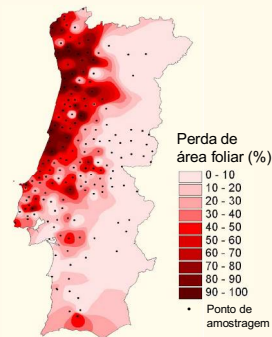 Perda de
área foliar (%)
0 - 10
10 - 20
20 - 30
30 - 40
40 - 50
50 - 60
60 - 70
70 - 80
80 - 90
90 - 100
Ponto de
amostragem